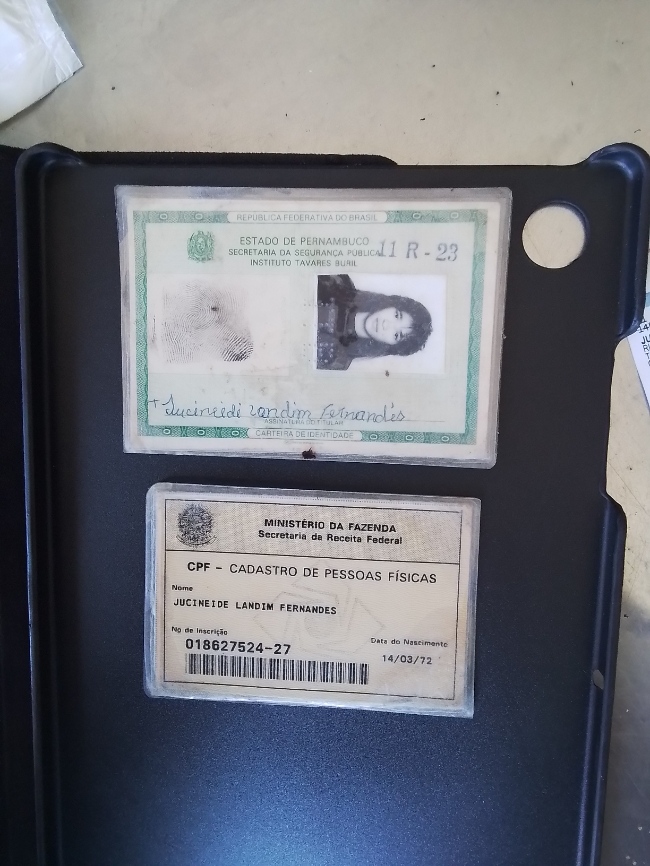 REPÚBLICA FEDERATIVA DO BRASIL
ESTADO DE PERNAMBUCO
SECRETARIA DA SEGURANÇA PÚBLICA
11 R - 23
INSTITUTO TAVARES BURIL
Jucineidi Landim Fernandes
ASSINATURA DO TITULAR
CARTEIRA DE IDENTIDADE
MINISTÉRIO DA FAZENDA
Secretaria da Receita Federal
CPF - CADASTRO DE PESSOAS FÍSICAS
Nome
JUCINEIDE LANDIM FERNANDES
No de Inscrição
Data do Nascimento
018627524-27
14/03/72